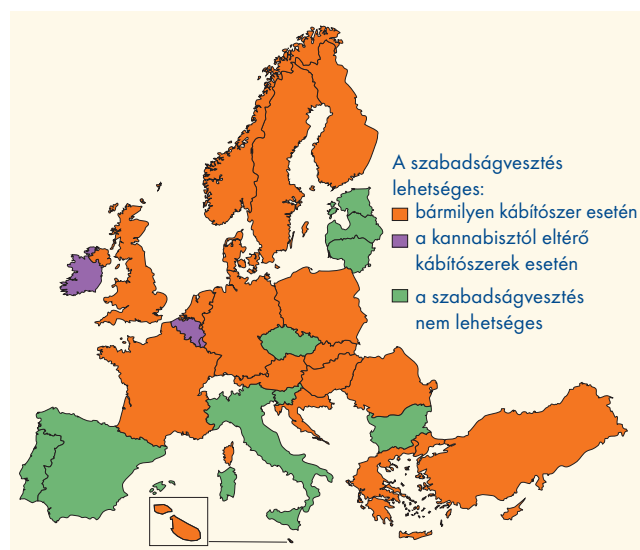 A szabadságvesztés
lehetséges:
bármilyen kábítószer esetén
a kannabisztól eltérő
kábítószerek esetén
a szabadságvesztés
nem lehetséges